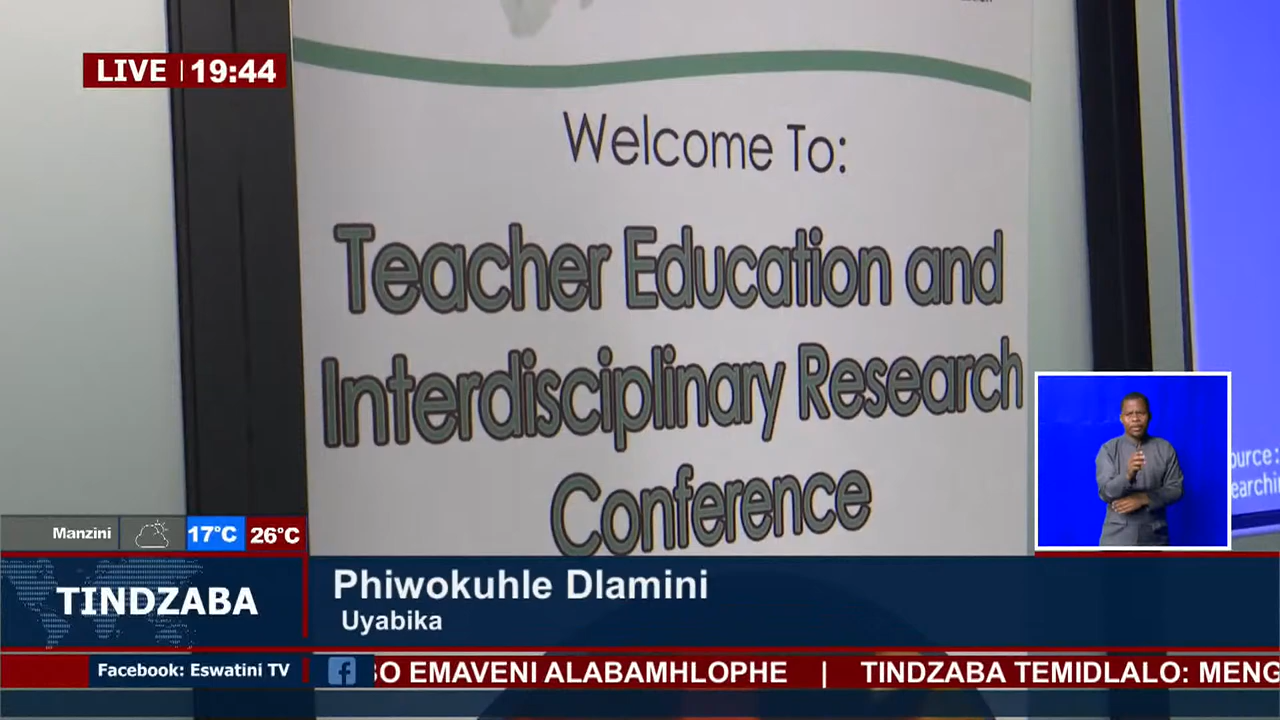 LIVE | 19:44
Welcome To:
Teacher Education and
Interdisciplinary Research
Conference
Manzini 17°C 26°C
TINDZABA
Phiwokuhle Dlamini
Uyabika
Facebook: Eswatini TV
EMAVENI ALABAMHLOPHE | TINDZABA TEMIDLALO: